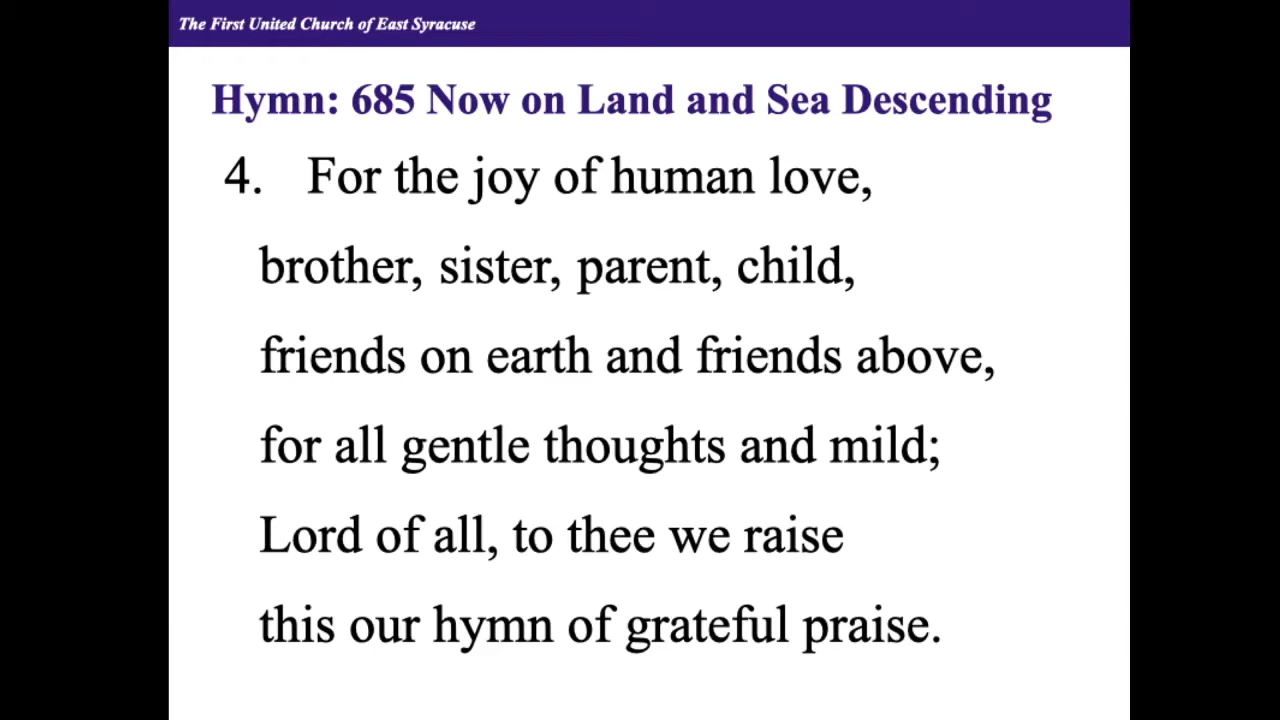 The First United Church of East Syracuse
Hymn: 685 Now on Land and Sea Descending
4. For the joy of human love,
brother, sister, parent, child,
friends on earth and friends above,
for all gentle thoughts and mild;
Lord of all, to thee we raise
this our hymn of grateful praise.